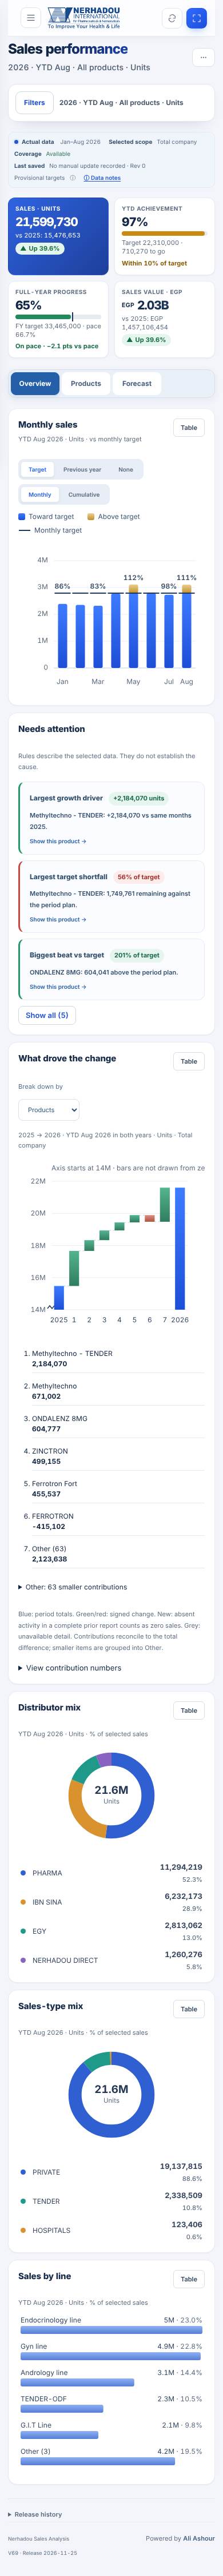 NERHADOU
INTERNATIONAL
To Improve Your Health & Life
Sales performance
2026 · YTD Aug · All products · Units
...
Filters
2026 · YTD Aug · All products · Units
Actual data Jan–Aug 2026 Selected scope Total company
Coverage Available
Last saved No manual update recorded · Rev 0
Provisional targets ⓘ ⓘ Data notes
SALES · UNITS
21,599,730
vs 2025: 15,476,653
▲ Up 39.6%
YTD ACHIEVEMENT
97%
Target 22,310,000 ·
710,270 to go
Within 10% of target
FULL-YEAR PROGRESS
65%
FY target 33,465,000 · pace
66.7%
On pace · −2.1 pts vs pace
SALES VALUE · EGP
EGP 2.03B
vs 2025: EGP
1,457,106,454
▲ Up 39.6%
Overview
Products
Forecast
Monthly sales
Table
YTD Aug 2026 · Units · vs monthly target
Target
Previous year
None
Monthly
Cumulative
Toward target
Above target
Monthly target
4M
3M
2M
1M
0
86%
83%
112%
98%
111%
Jan
Mar
May
Jul
Aug
Needs attention
Rules describe the selected data. They do not establish the
cause.
Largest growth driver +2,184,070 units
Methyltechno - TENDER: +2,184,070 vs same months
2025.
Show this product →
Largest target shortfall 56% of target
Methyltechno - TENDER: 1,749,761 remaining against
the period plan.
Show this product →
Biggest beat vs target 201% of target
ONDALENZ 8MG: 604,041 above the period plan.
Show this product →
Show all (5)
What drove the change
Table
Break down by
Products
2025 → 2026 · YTD Aug 2026 in both years · Units · Total
company
Axis starts at 14M · bars are not drawn from ze
22M
20M
18M
16M
14M
2025 1 2 3 4 5 6 7 2026
1. Methyltechno - TENDER
2,184,070
2. Methyltechno
671,002
3. ONDALENZ 8MG
604,777
4. ZINCTRON
499,155
5. Ferrotron Fort
455,537
6. FERROTRON
-415,102
7. Other (63)
2,123,638
▸ Other: 63 smaller contributions
Blue: period totals. Green/red: signed change. New: absent
activity in a complete prior report counts as zero sales. Grey:
unavailable detail. Contributions reconcile to the total
difference; smaller items are grouped into Other.
▸ View contribution numbers
Distributor mix
Table
YTD Aug 2026 · Units · % of selected sales
21.6M
Units
PHARMA 11,294,219
52.3%
IBN SINA 6,232,173
28.9%
EGY 2,813,062
13.0%
NERHADOU DIRECT 1,260,276
5.8%
Sales-type mix
Table
YTD Aug 2026 · Units · % of selected sales
21.6M
Units
PRIVATE 19,137,815
88.6%
TENDER 2,338,509
10.8%
HOSPITALS 123,406
0.6%
Sales by line
Table
YTD Aug 2026 · Units · % of selected sales
Endocrinology line 5M · 23.0%
Gyn line 4.9M · 22.8%
Andrology line 3.1M · 14.4%
TENDER-ODF 2.3M · 10.5%
G.I.T Line 2.1M · 9.8%
Other (3) 4.2M · 19.5%
▸ Release history
Nerhadou Sales Analysis
Powered by Ali Ashour
V69 · Release 2026-11-25